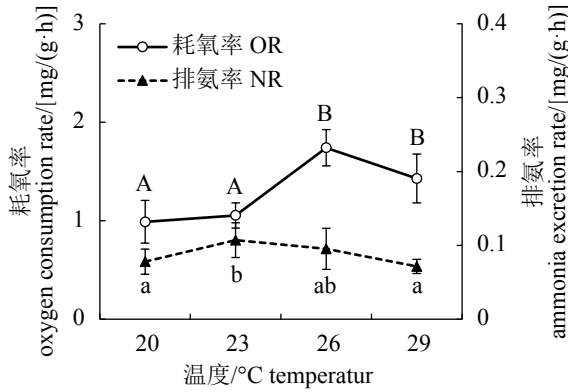 耗氧率
oxygen consumption rate/[mg/(g·h)]
3
2
1
0
耗氧率 OR
排氨率 NR
A
A
B
B
a
b
ab
a
20
23
26
29
温度/°C temperatur
0.4
0.3
0.2
0.1
0
排氨率
ammonia excretion rate/[mg/(g·h)]